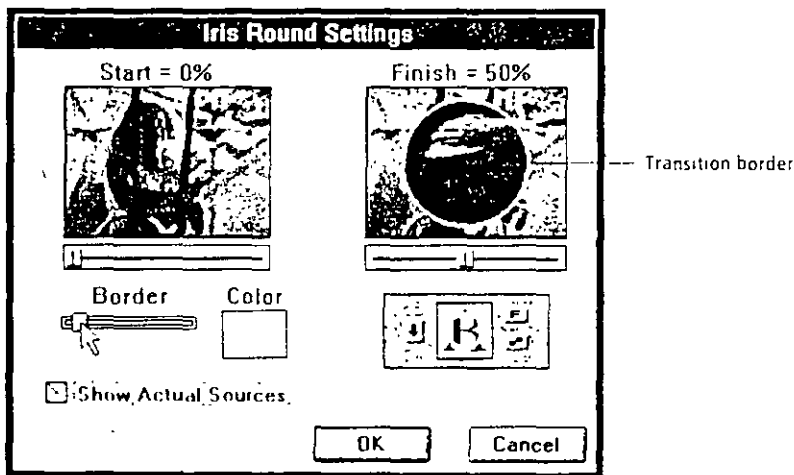 Iris Round Settings
Start = 0%
Finish = 50%
Transition border
Border
Color
F
Show Actual Sources
OK
Cancel